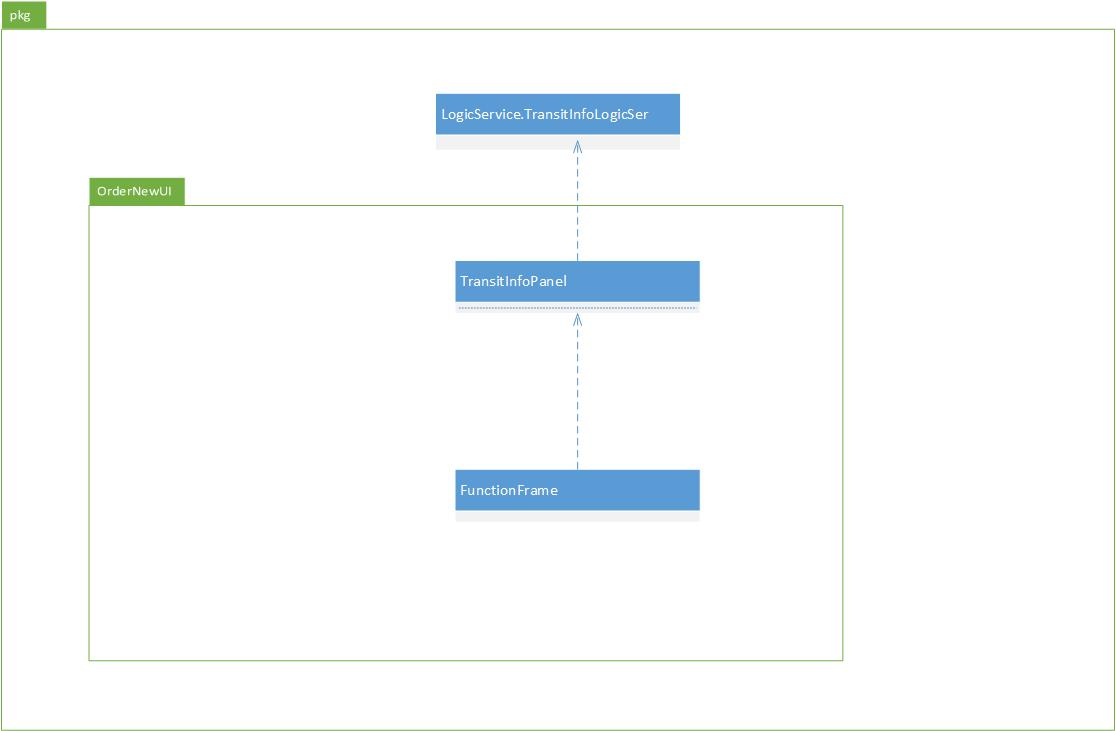 pkg
LogicService.TransitInfoLogicSer
OrderNewUI
TransitInfoPanel
FunctionFrame